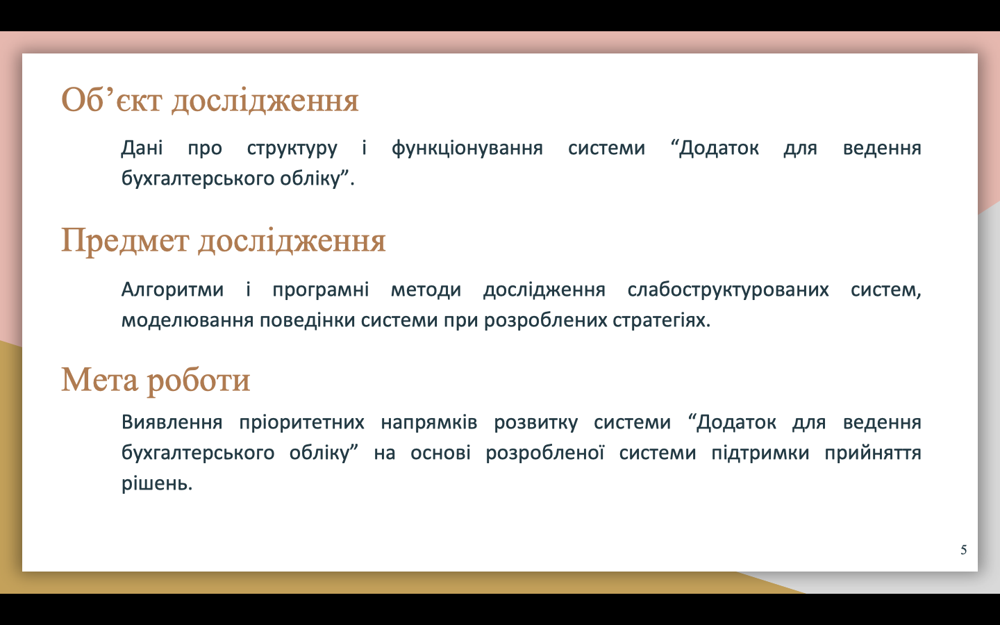 Об’єкт дослідження
Дані про структуру і функціонування системи “Додаток для ведення
бухгалтерського обліку”.
Предмет дослідження
Алгоритми і програмні методи дослідження слабоструктурованих систем,
моделювання поведінки системи при розроблених стратегіях.
Мета роботи
Виявлення пріоритетних напрямків розвитку системи “Додаток для ведення
бухгалтерського обліку” на основі розробленої системи підтримки прийняття
рішень.
5